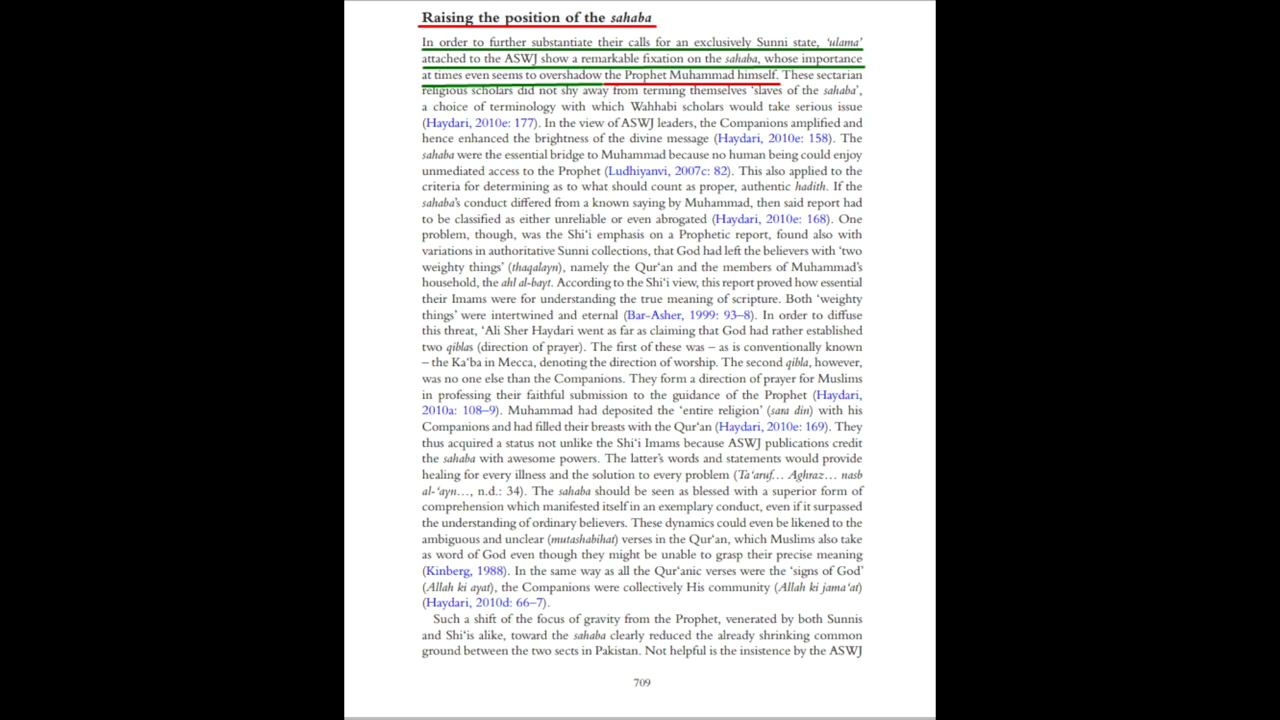 Raising the position of the sahaba
In order to further substantiate their calls for an exclusively Sunni state, ‘ulama’
attached to the ASWJ show a remarkable fixation on the sahaba, whose importance
at times even seems to overshadow the Prophet Muhammad himself. These sectarian
religious scholars did not shy away from terming themselves ‘slaves of the sahaba’,
a choice of terminology with which Wahhabi scholars would take serious issue
(Haydari, 2010e: 177). In the view of ASWJ leaders, the Companions amplified and
hence enhanced the brightness of the divine message (Haydari, 2010e: 158). The
sahaba were the essential bridge to Muhammad because no human being could enjoy
unmediated access to the Prophet (Ludhiyanvi, 2007c: 82). This also applied to the
criteria for determining as to what should count as proper, authentic hadith. If the
sahaba’s conduct differed from a known saying by Muhammad, then said report had
to be classified as either unreliable or even abrogated (Haydari, 2010e: 168). One
problem, though, was the Shi‘i emphasis on a Prophetic report, found also with
variations in authoritative Sunni collections, that God had left the believers with ‘two
weighty things’ (thaqalayn), namely the Qur‘an and the members of Muhammad’s
household, the ahl al-bayt. According to the Shi‘i view, this report proved how essential
their Imams were for understanding the true meaning of scripture. Both ‘weighty
things’ were intertwined and eternal (Bar-Asher, 1999: 93–8). In order to diffuse
this threat, ‘Ali Sher Haydari went as far as claiming that God had rather established
two qiblas (direction of prayer). The first of these was – as is conventionally known
– the Ka‘ba in Mecca, denoting the direction of worship. The second qibla, however,
was no one else than the Companions. They form a direction of prayer for Muslims
in professing their faithful submission to the guidance of the Prophet (Haydari,
2010a: 108–9). Muhammad had deposited the ‘entire religion’ (sara din) with his
Companions and had filled their breasts with the Qur‘an (Haydari, 2010e: 169). They
thus acquired a status not unlike the Shi‘i Imams because ASWJ publications credit
the sahaba with awesome powers. The latter’s words and statements would provide
healing for every illness and the solution to every problem (Ta‘aruf… Aghraz… nasb
al-‘ayn…, n.d.: 34). The sahaba should be seen as blessed with a superior form of
comprehension which manifested itself in an exemplary conduct, even if it surpassed
the understanding of ordinary believers. These dynamics could even be likened to the
ambiguous and unclear (mutashabihat) verses in the Qur‘an, which Muslims also take
as word of God even though they might be unable to grasp their precise meaning
(Kinberg, 1988). In the same way as all the Qur‘anic verses were the ‘signs of God’
(Allah ki ayat), the Companions were collectively His community (Allah ki jama‘at)
(Haydari, 2010d: 66–7).
Such a shift of the focus of gravity from the Prophet, venerated by both Sunnis
and Shi‘is alike, toward the sahaba clearly reduced the already shrinking common
ground between the two sects in Pakistan. Not helpful is the insistence by the ASWJ
709